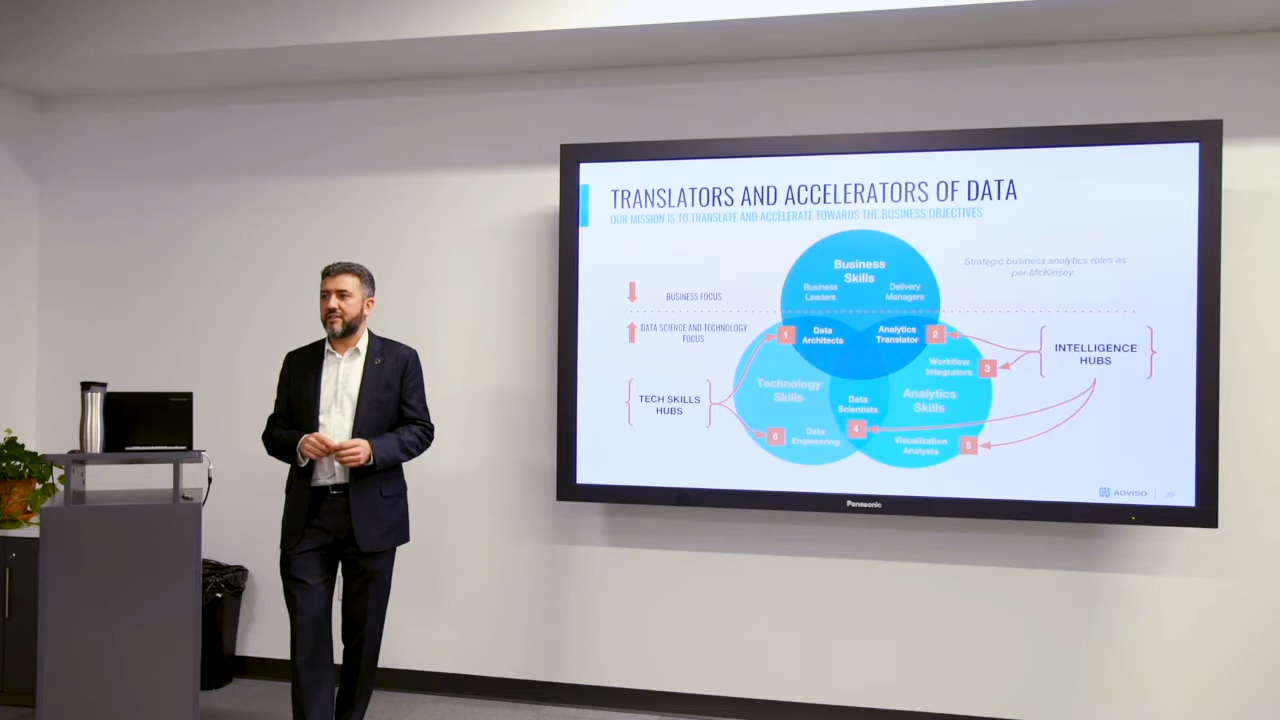 TRANSLATORS AND ACCELERATORS OF DATA
OUR MISSION IS TO TRANSLATE AND ACCELERATE TOWARDS THE BUSINESS OBJECTIVES
Business
Skills
Business
Leaders
Delivery
Managers
Strategic business analytics roles as
per McKinsey.
BUSINESS FOCUS
DATA SCIENCE AND TECHNOLOGY
FOCUS
1
Data
Architects
Analytics
Translator
2
Workflow
Integrators
3
INTELLIGENCE
HUBS
TECH SKILLS
HUBS
Technology
Skills
Analytics
Skills
Data
Scientists
4
6
Data
Engineering
Visualization
Analysts
5
ADVISO
Panasonic